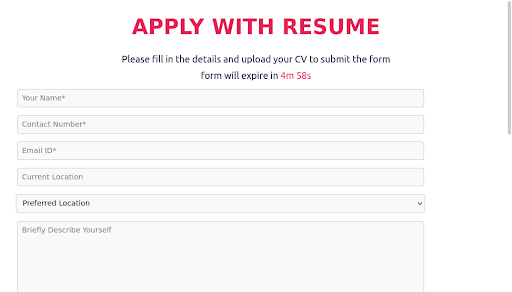 APPLY WITH RESUME
Please fill in the details and upload your CV to submit the form
form will expire in 4m 58s
Your Name*
Contact Number*
Email ID*
Current Location
Preferred Location
Briefly Describe Yourself